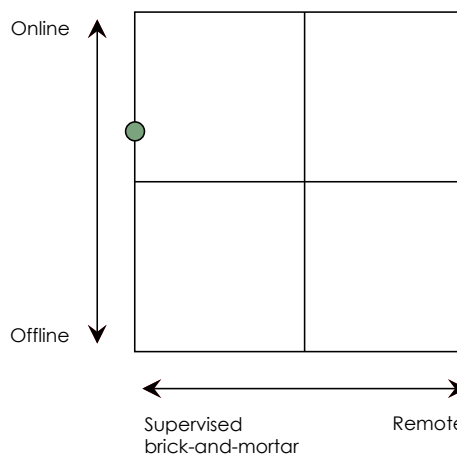 Online
Offline
Supervised
brick-and-mortar
Remote